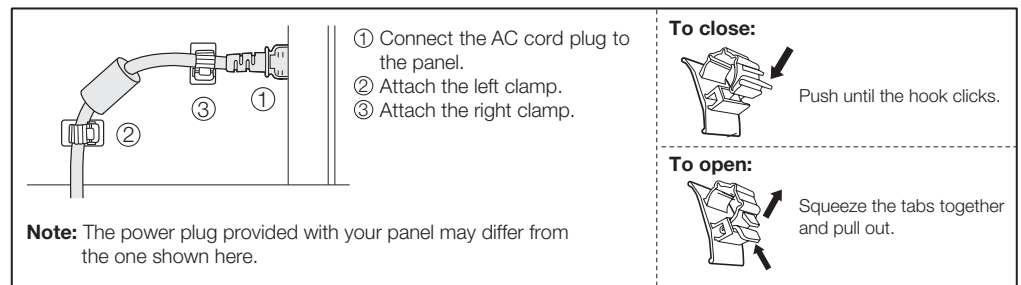 ① Connect the AC cord plug to
the panel.
② Attach the left clamp.
③ Attach the right clamp.
②
③
①
Note: The power plug provided with your panel may differ from
the one shown here.
To close:
Push until the hook clicks.
To open:
Squeeze the tabs together
and pull out.